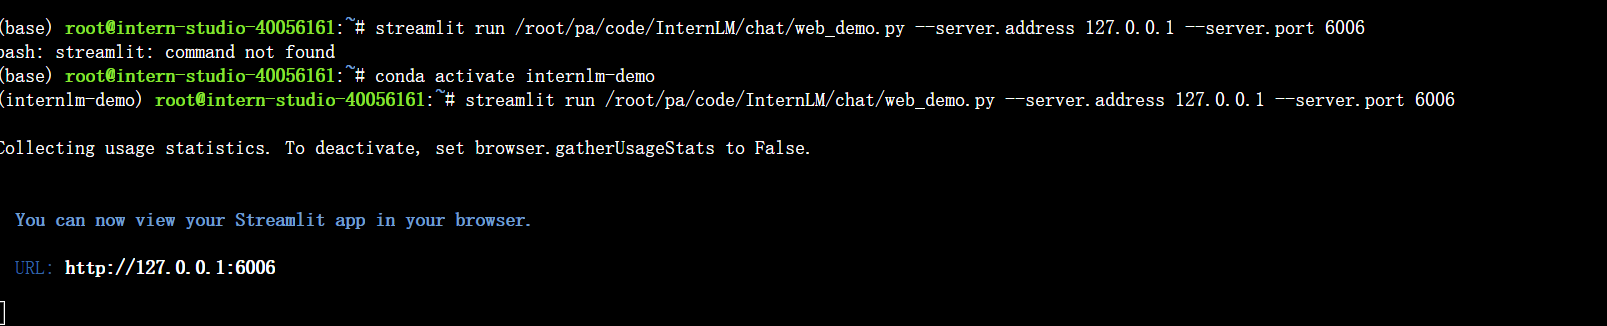 (base) root@intern-studio-40056161:~# streamlit run /root/pa/code/InternLM/chat/web_demo.py --server.address 127.0.0.1 --server.port 6006
bash: streamlit: command not found
(base) root@intern-studio-40056161:~# conda activate internlm-demo
(internlm-demo) root@intern-studio-40056161:~# streamlit run /root/pa/code/InternLM/chat/web_demo.py --server.address 127.0.0.1 --server.port 6006
Collecting usage statistics. To deactivate, set browser.gatherUsageStats to False.
You can now view your Streamlit app in your browser.
URL: http://127.0.0.1:6006